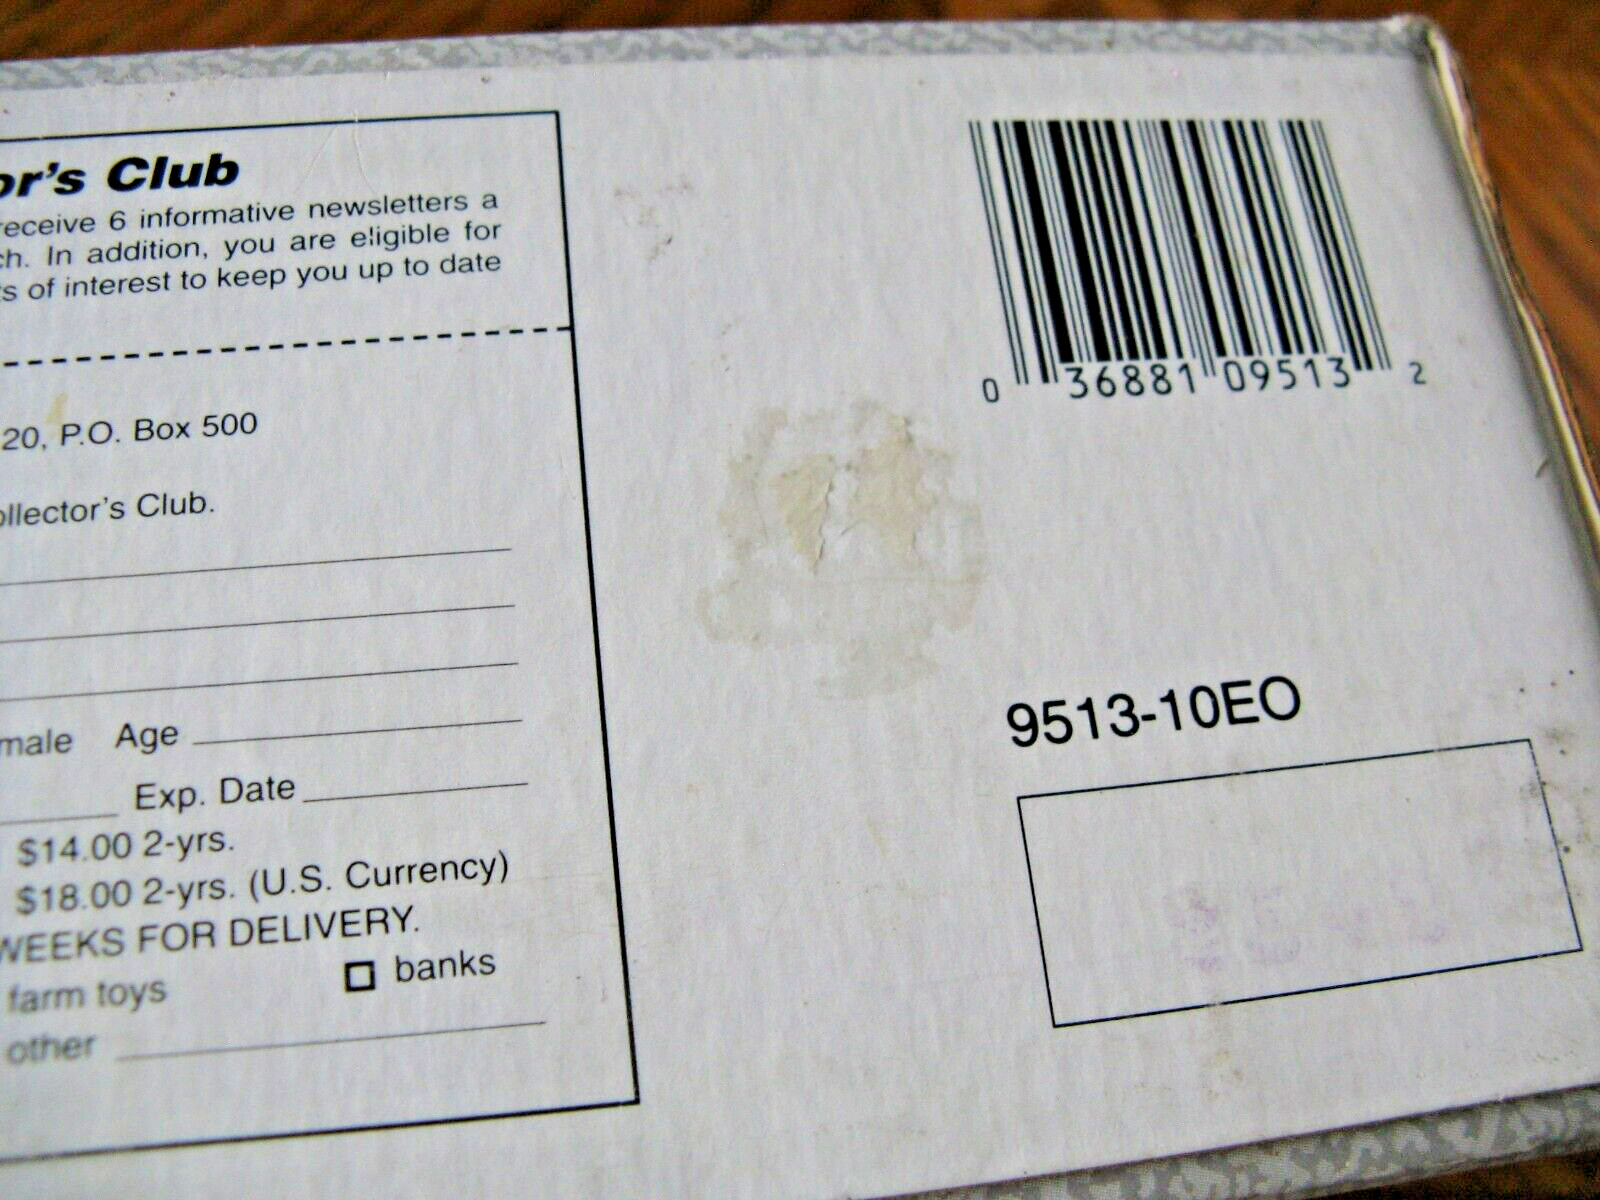 or's Club
receive 6 informative newsletters a
ch. In addition, you are eligible for
s of interest to keep you up to date
20, P.O. Box 500
ollector's Club.
male Age
Exp. Date
$14.00 2-yrs.
$18.00 2-yrs. (U.S. Currency)
WEEKS FOR DELIVERY.
farm toys banks
other
0 36881 09513 2
9513-10EO